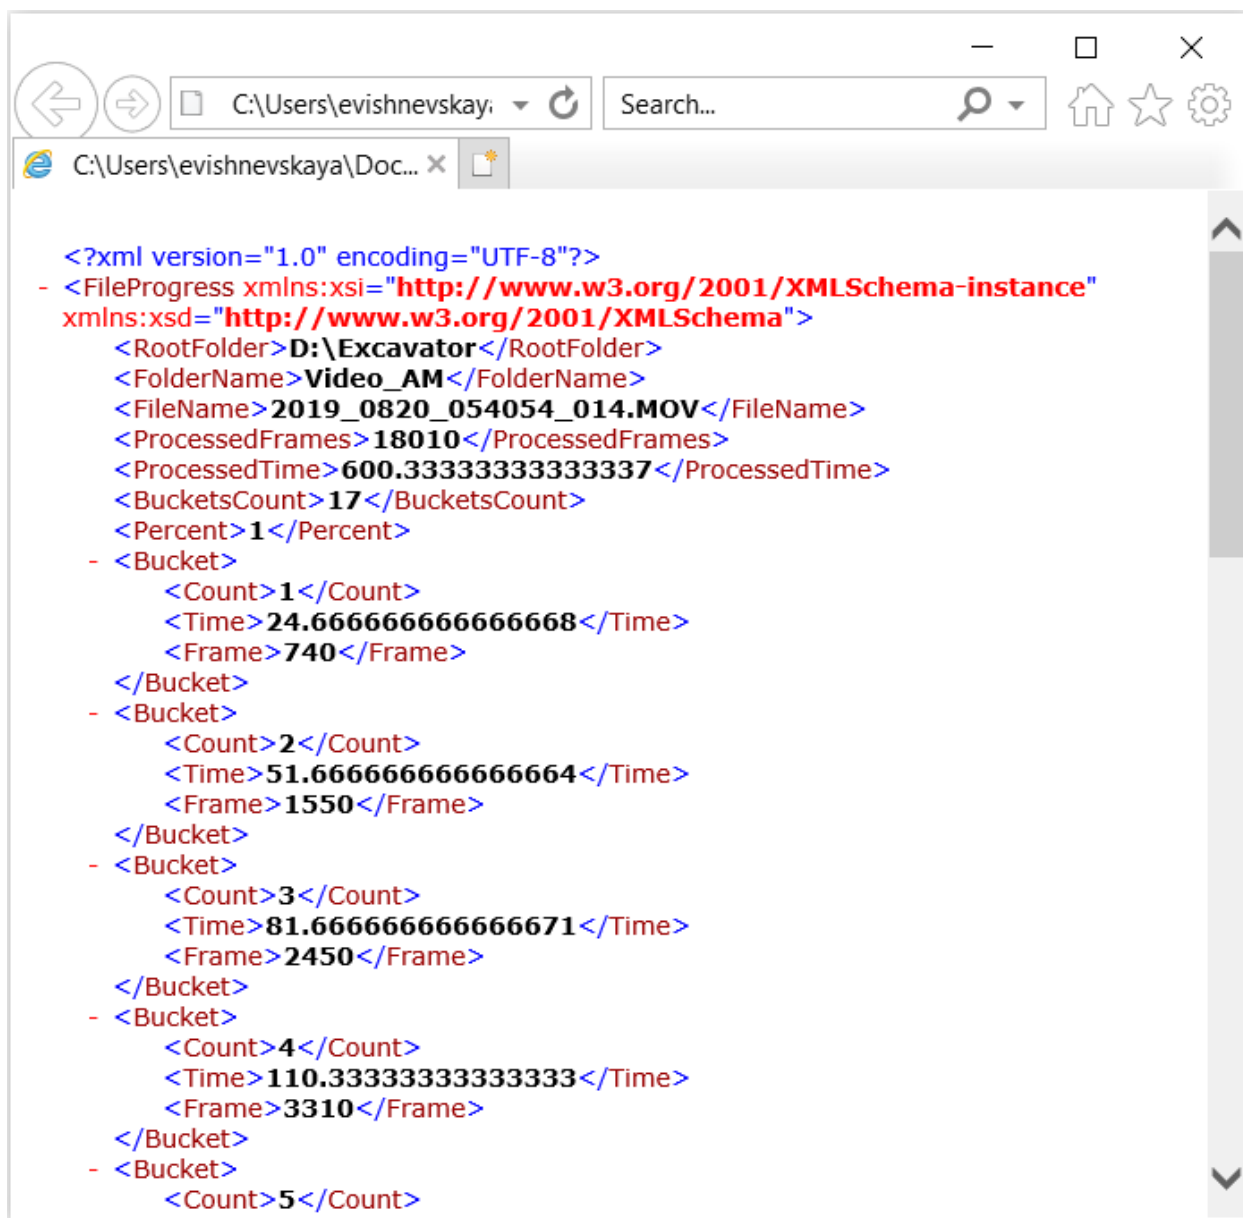 C:\Users\evishnevskaya
Search...
C:\Users\evishnevskaya\Doc...
<?xml version="1.0" encoding="UTF-8"?>
- <FileProgress xmlns:xsi="http://www.w3.org/2001/XMLSchema-instance"
xmlns:xsd="http://www.w3.org/2001/XMLSchema">
<RootFolder>D:\Excavator</RootFolder>
<FolderName>Video_AM</FolderName>
<FileName>2019_0820_054054_014.MOV</FileName>
<ProcessedFrames>18010</ProcessedFrames>
<ProcessedTime>600.33333333333337</ProcessedTime>
<BucketsCount>17</BucketsCount>
<Percent>1</Percent>
- <Bucket>
<Count>1</Count>
<Time>24.666666666666668</Time>
<Frame>740</Frame>
</Bucket>
- <Bucket>
<Count>2</Count>
<Time>51.666666666666664</Time>
<Frame>1550</Frame>
</Bucket>
- <Bucket>
<Count>3</Count>
<Time>81.666666666666671</Time>
<Frame>2450</Frame>
</Bucket>
- <Bucket>
<Count>4</Count>
<Time>110.33333333333333</Time>
<Frame>3310</Frame>
</Bucket>
- <Bucket>
<Count>5</Count>